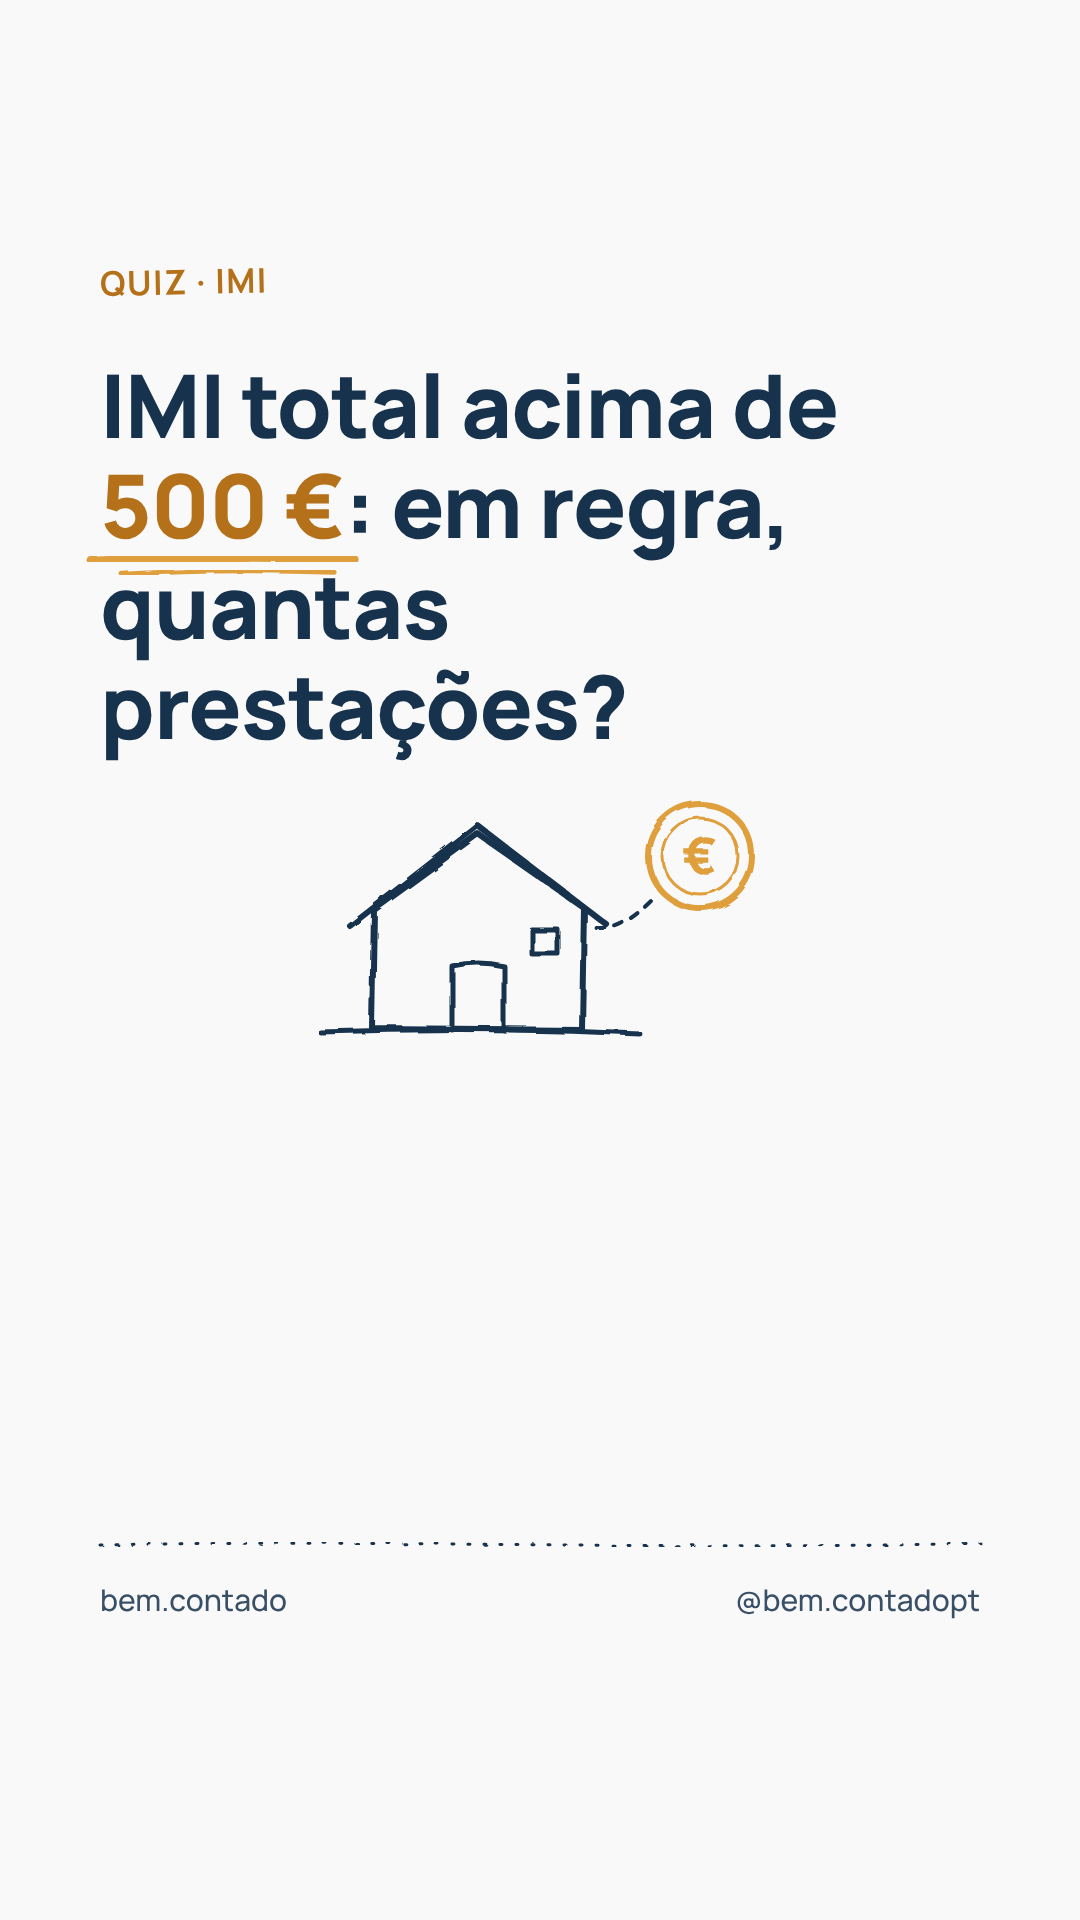 QUIZ · IMI
IMI total acima de
500 €: em regra,
quantas
prestações?
€
bem.contado
@bem.contadopt